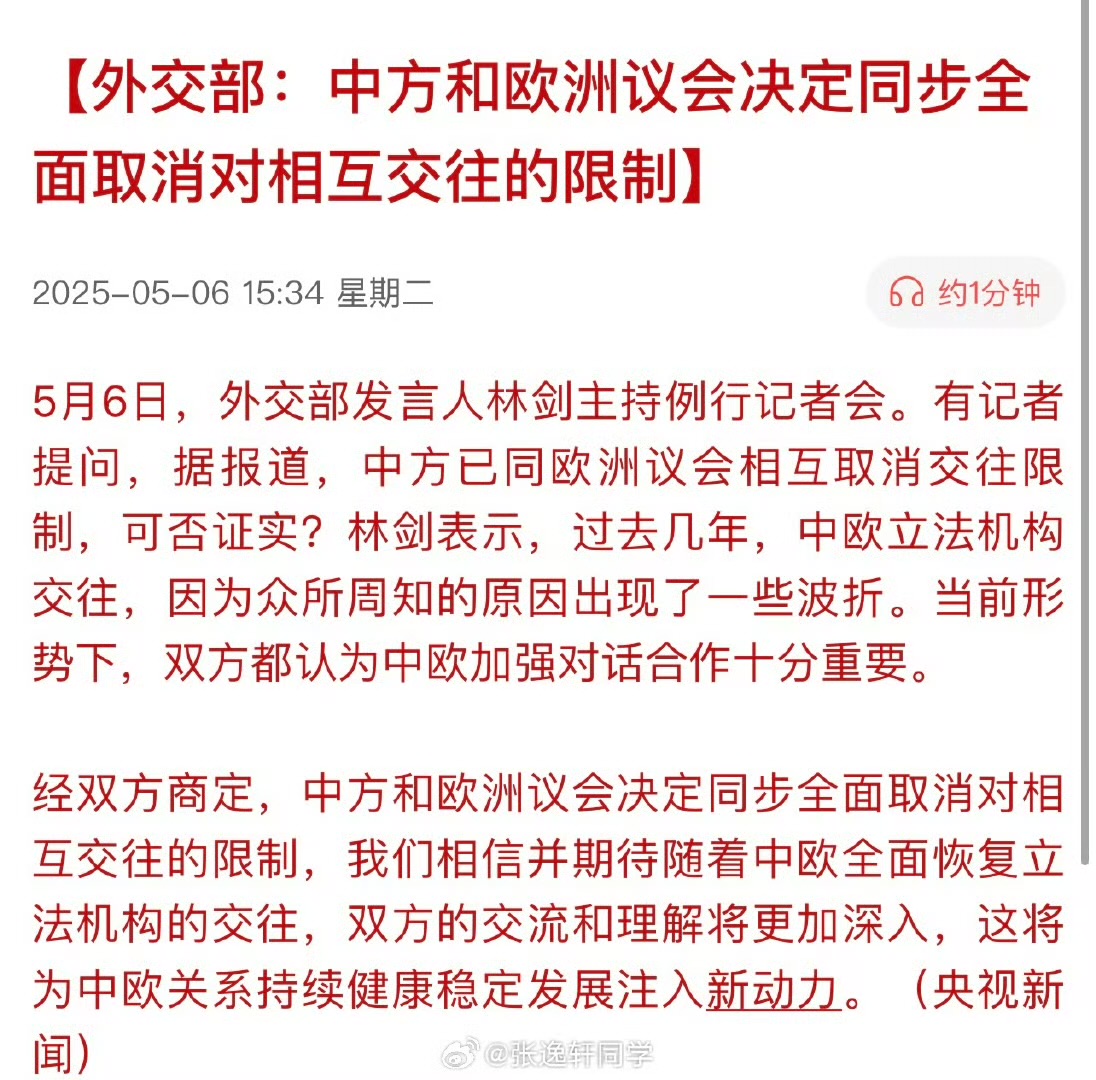 【外交部：中方和欧洲议会决定同步全
面取消对相互交往的限制】
2025-05-06 15:34 星期二
约1分钟
5月6日，外交部发言人林剑主持例行记者会。有记者
提问，据报道，中方已同欧洲议会相互取消交往限
制，可否证实？林剑表示，过去几年，中欧立法机构
交往，因为众所周知的原因出现了一些波折。当前形
势下，双方都认为中欧加强对话合作十分重要。
经双方商定，中方和欧洲议会决定同步全面取消对相
互交往的限制，我们相信并期待随着中欧全面恢复立
法机构的交往，双方的交流和理解将更加深入，这将
为中欧关系持续健康稳定发展注入新动力。（央视新
闻）
@张逸轩同学